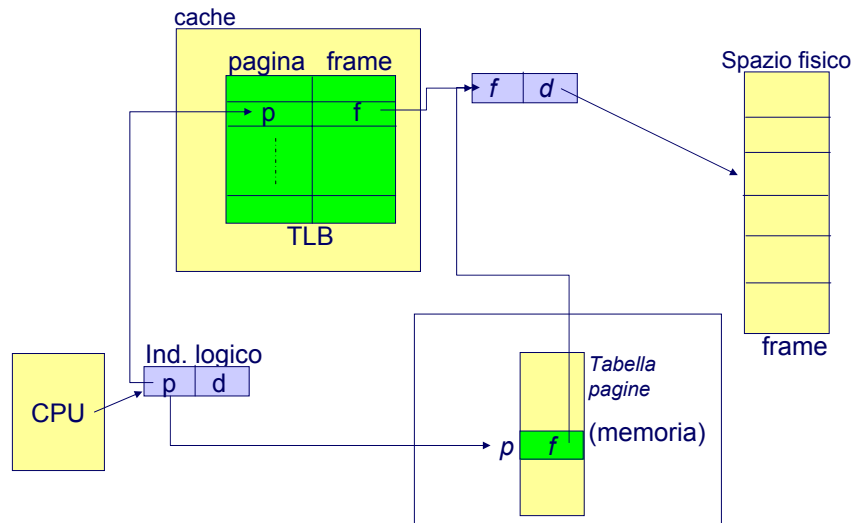 cache
pagina frame
p f
TLB
f d
Spazio fisico
frame
Ind. logico
p d
CPU
Tabella
pagine
(memoria)
p f